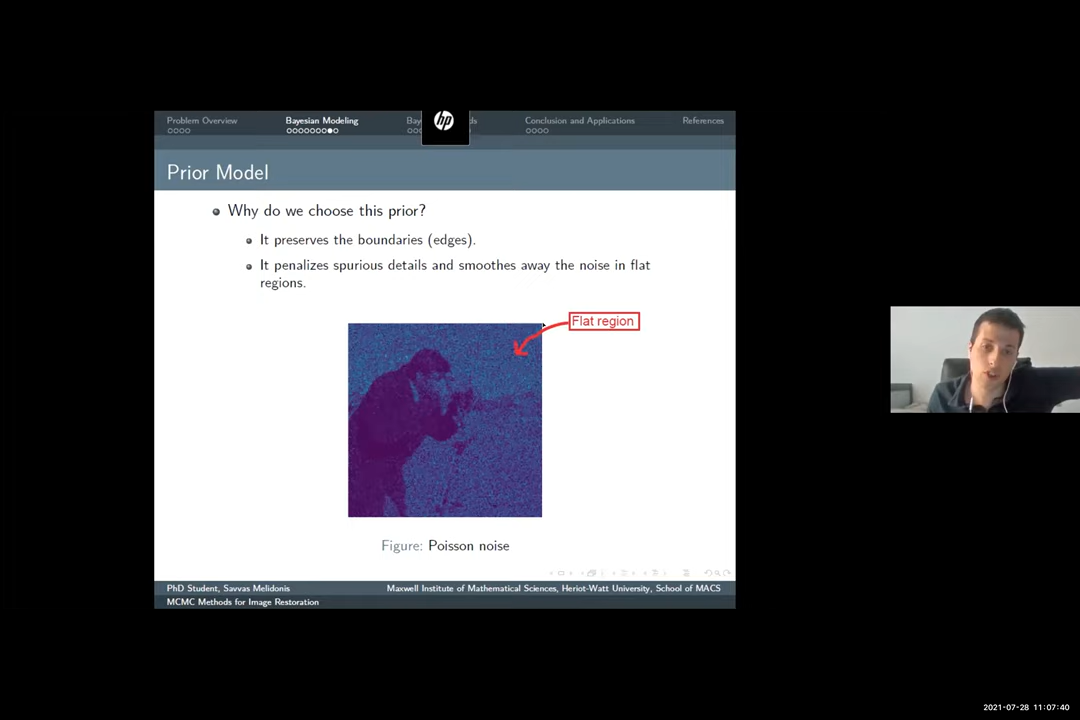 Problem Overview
Bayesian Modeling
Bay
ds
Conclusion and Applications
References
hp
Prior Model
Why do we choose this prior?
It preserves the boundaries (edges).
It penalizes spurious details and smoothes away the noise in flat
regions.
Flat region
Figure: Poisson noise
PhD Student, Savvas Melidonis
Maxwell Institute of Mathematical Sciences, Heriot-Watt University, School of MACS
MCMC Methods for Image Restoration
2021-07-28 11:07:40